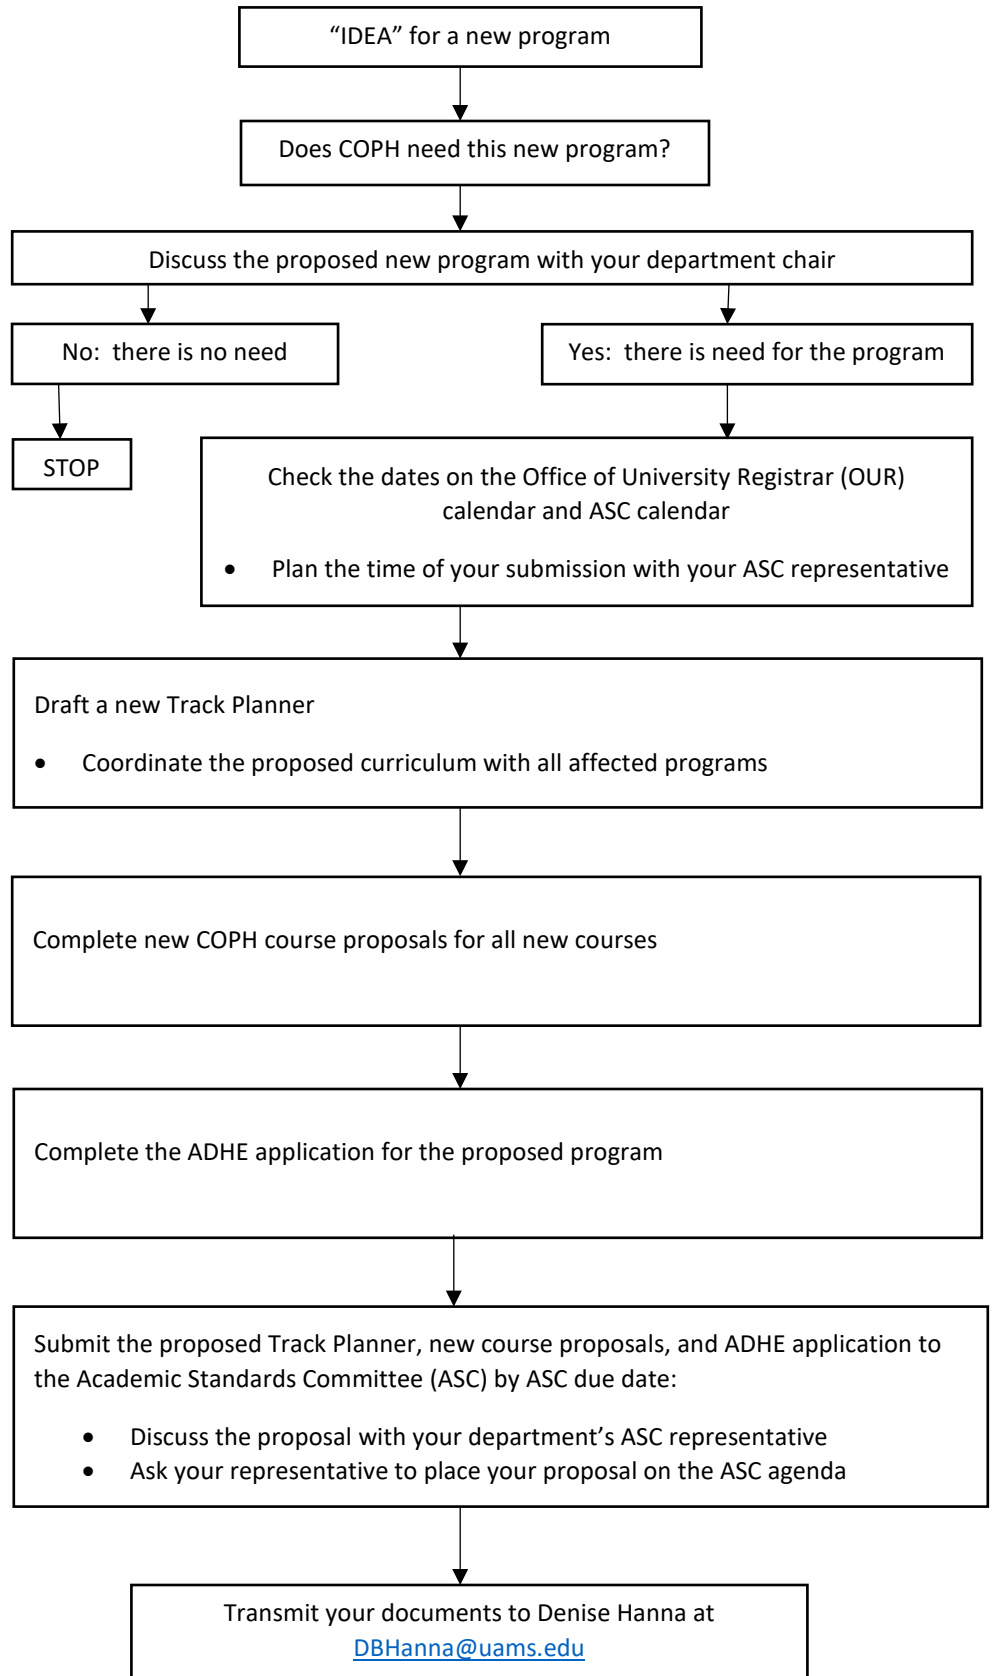 “IDEA” for a new program
Does COPH need this new program?
Discuss the proposed new program with your department chair
No:  there is no need
Yes:  there is need for the program
STOP
Check the dates on the Office of University Registrar (OUR)
calendar and ASC calendar
• Plan the time of your submission with your ASC representative
Draft a new Track Planner
• Coordinate the proposed curriculum with all affected programs
Complete new COPH course proposals for all new courses
Complete the ADHE application for the proposed program
Submit the proposed Track Planner, new course proposals, and ADHE application to
the Academic Standards Committee (ASC) by ASC due date:
• Discuss the proposal with your department’s ASC representative
• Ask your representative to place your proposal on the ASC agenda
Transmit your documents to Denise Hanna at
DBHanna@uams.edu